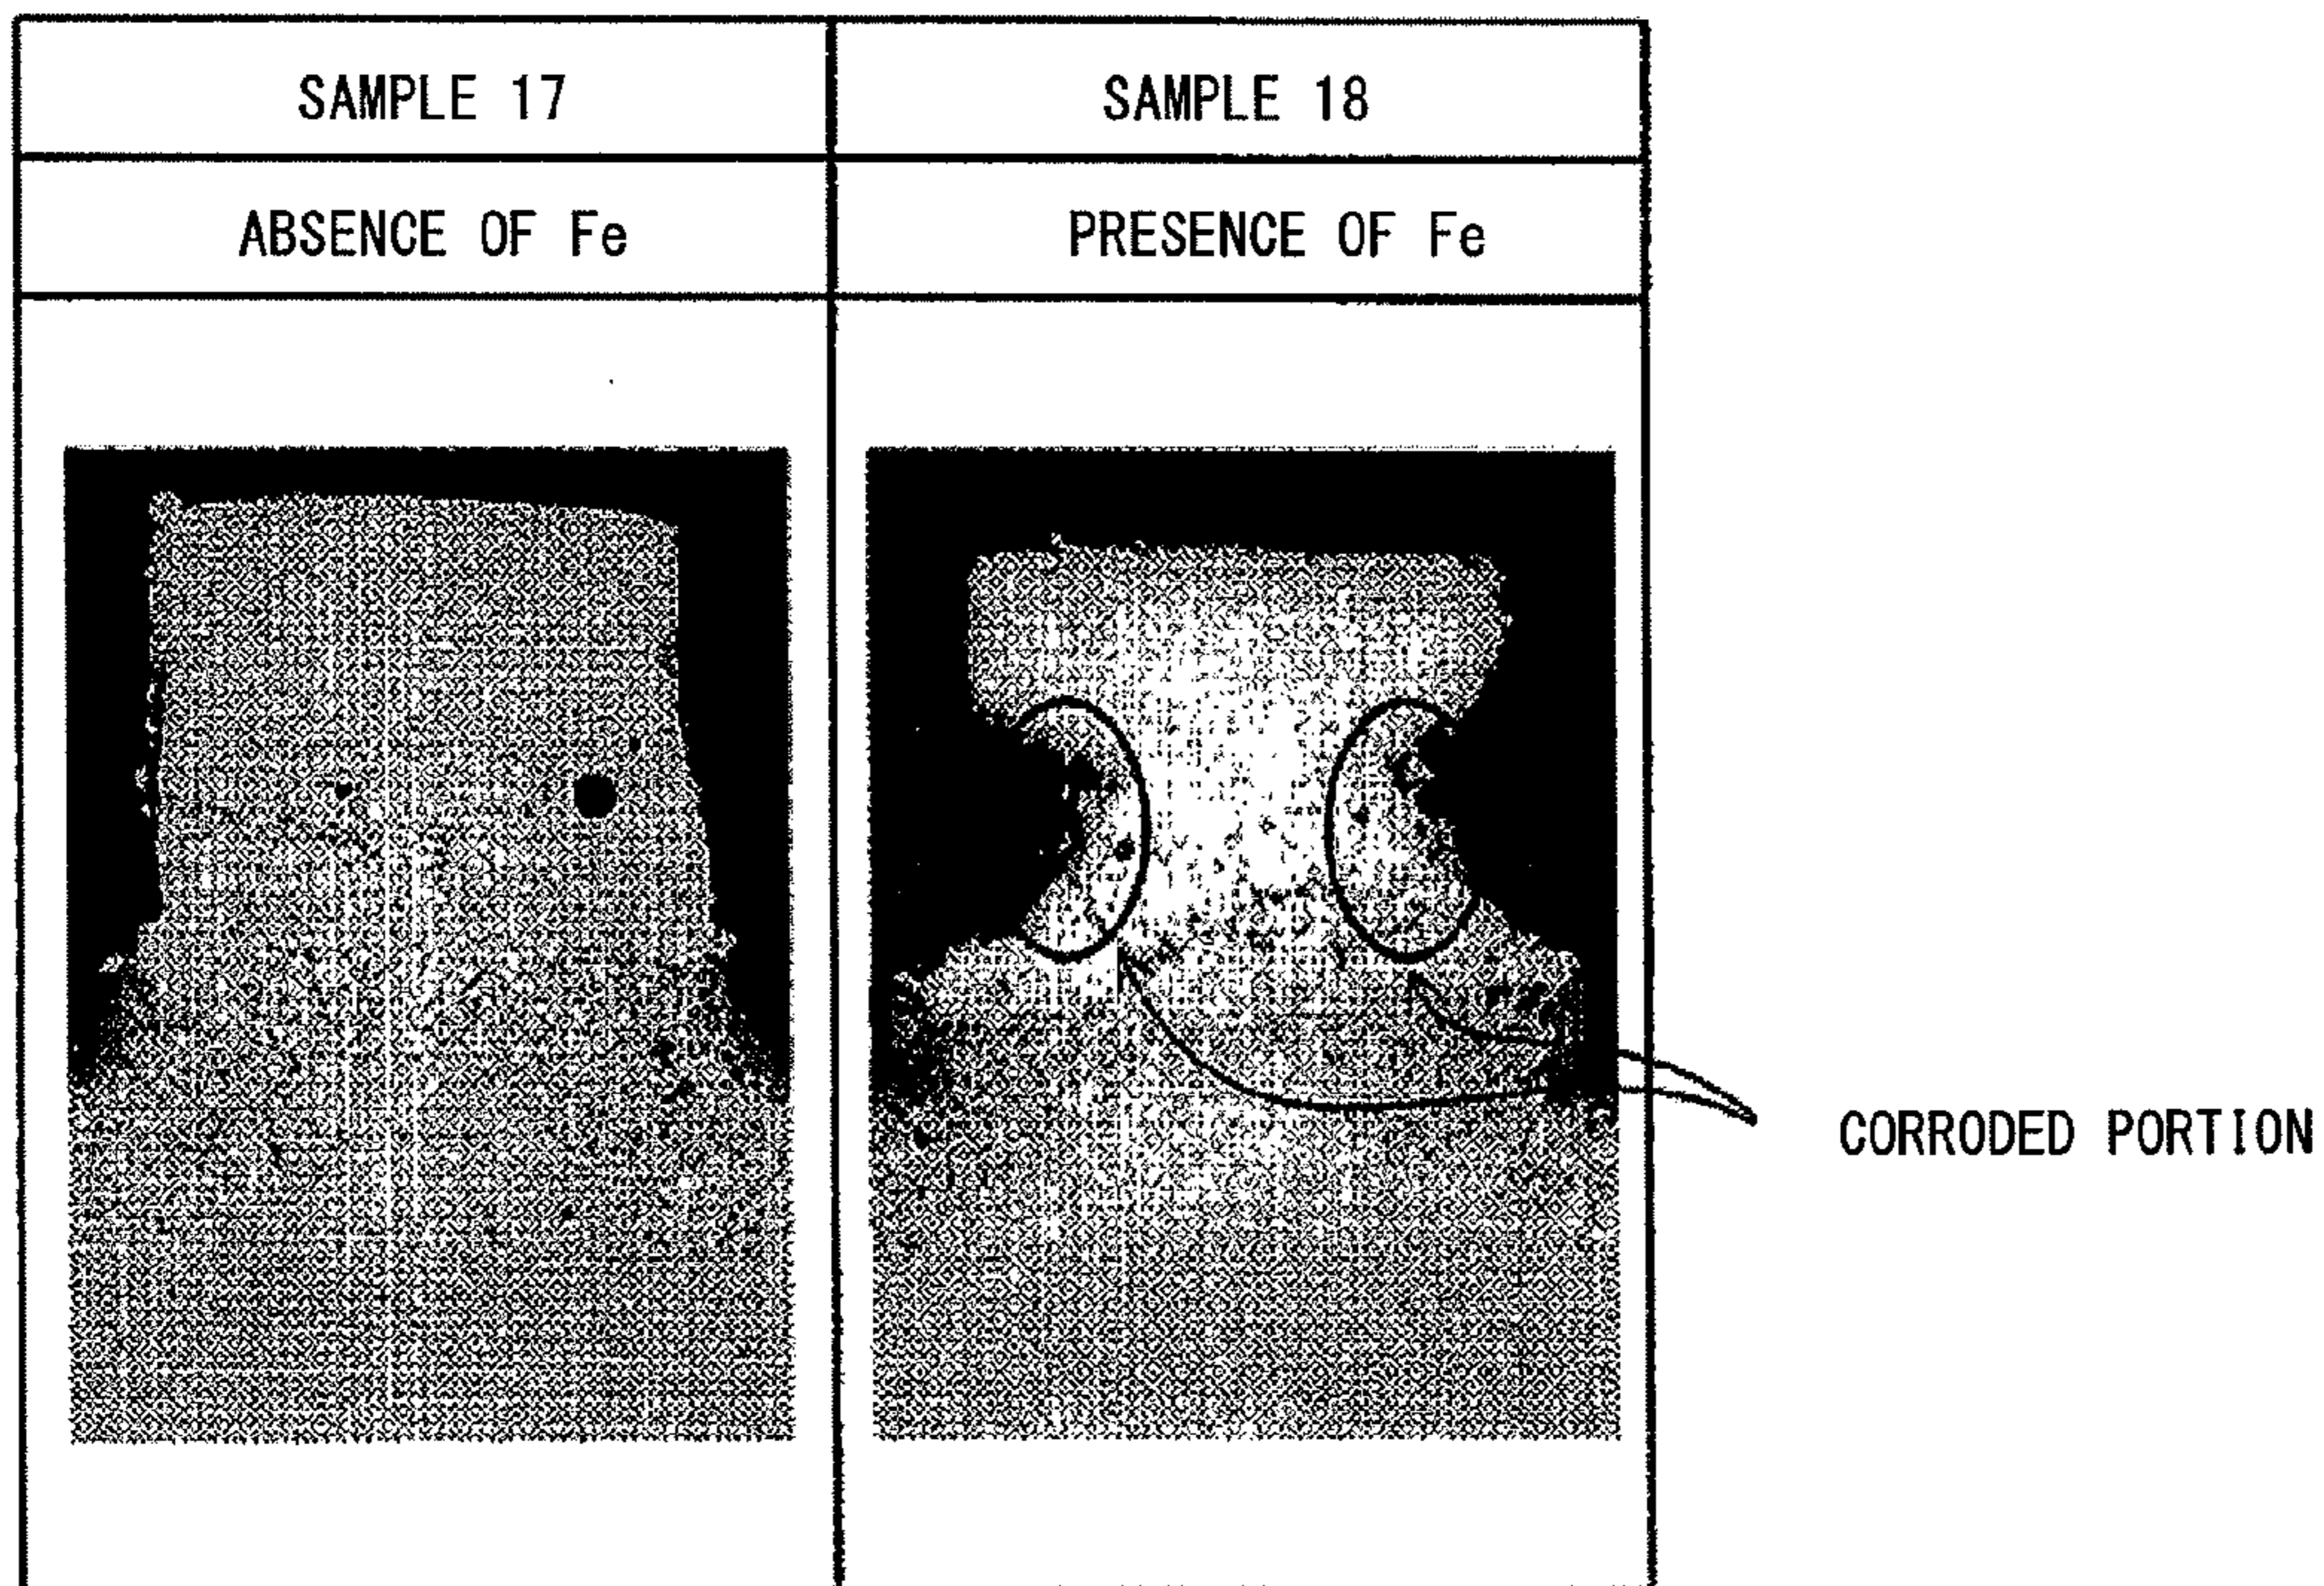 SAMPLE 17
SAMPLE 18
ABSENCE OF Fe
PRESENCE OF Fe
CORRODED PORTION